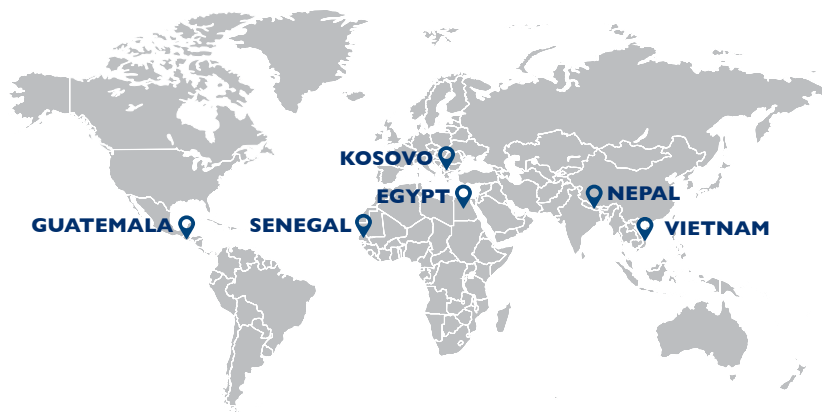 KOSOVO
EGYPT
NEPAL
GUATEMALA
SENEGAL
VIETNAM